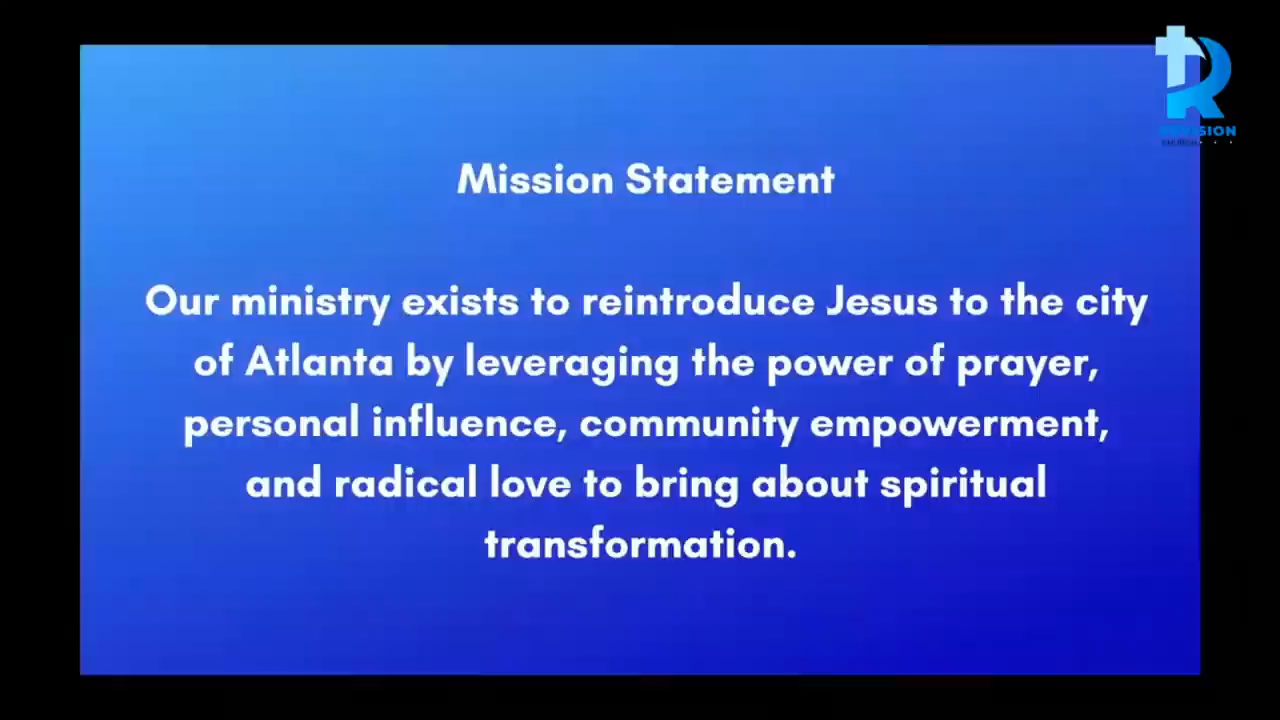 Mission Statement
Our ministry exists to reintroduce Jesus to the city
of Atlanta by leveraging the power of prayer,
personal influence, community empowerment,
and radical love to bring about spiritual
transformation.